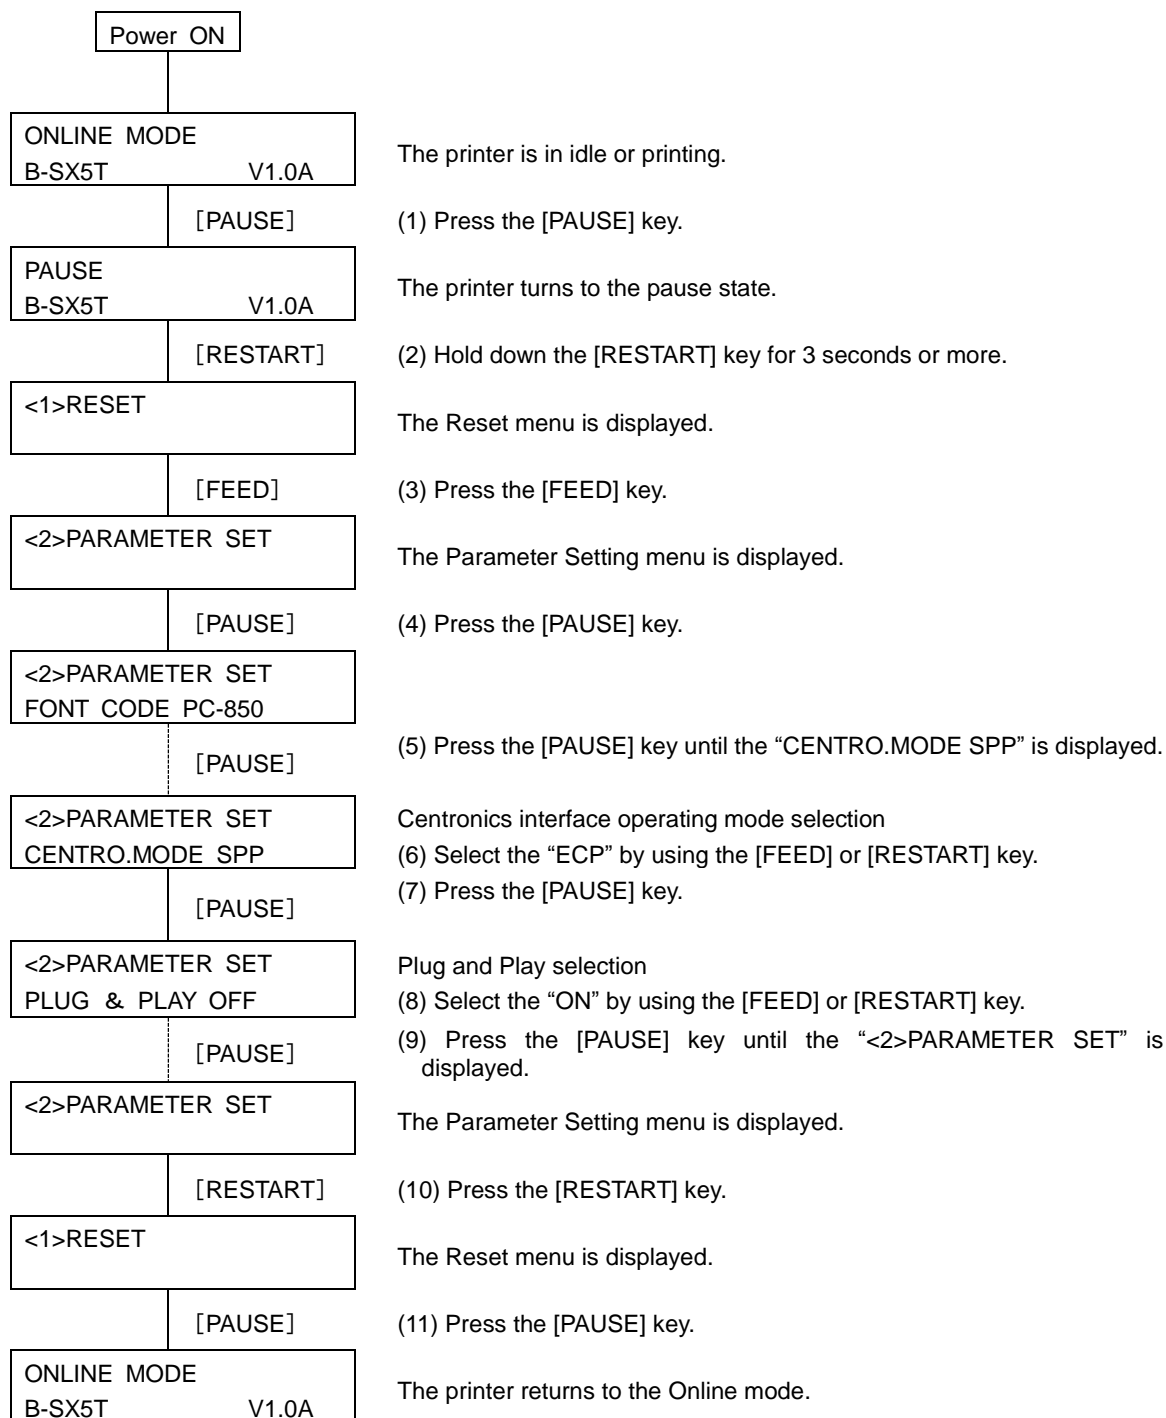 Power ON
ONLINE MODE
B-SX5T V1.0A
The printer is in idle or printing.
[PAUSE]
(1) Press the [PAUSE] key.
PAUSE
B-SX5T V1.0A
The printer turns to the pause state.
[RESTART]
(2) Hold down the [RESTART] key for 3 seconds or more.
<1>RESET
The Reset menu is displayed.
[FEED]
(3) Press the [FEED] key.
<2>PARAMETER SET
The Parameter Setting menu is displayed.
[PAUSE]
(4) Press the [PAUSE] key.
<2>PARAMETER SET
FONT CODE PC-850
[PAUSE]
(5) Press the [PAUSE] key until the “CENTRO.MODE SPP” is displayed.
<2>PARAMETER SET
CENTRO.MODE SPP
Centronics interface operating mode selection
(6) Select the “ECP” by using the [FEED] or [RESTART] key.
[PAUSE]
(7) Press the [PAUSE] key.
<2>PARAMETER SET
PLUG & PLAY OFF
Plug and Play selection
(8) Select the “ON” by using the [FEED] or [RESTART] key.
[PAUSE]
(9) Press the [PAUSE] key until the “<2>PARAMETER SET” is
displayed.
<2>PARAMETER SET
The Parameter Setting menu is displayed.
[RESTART]
(10) Press the [RESTART] key.
<1>RESET
The Reset menu is displayed.
[PAUSE]
(11) Press the [PAUSE] key.
ONLINE MODE
B-SX5T V1.0A
The printer returns to the Online mode.